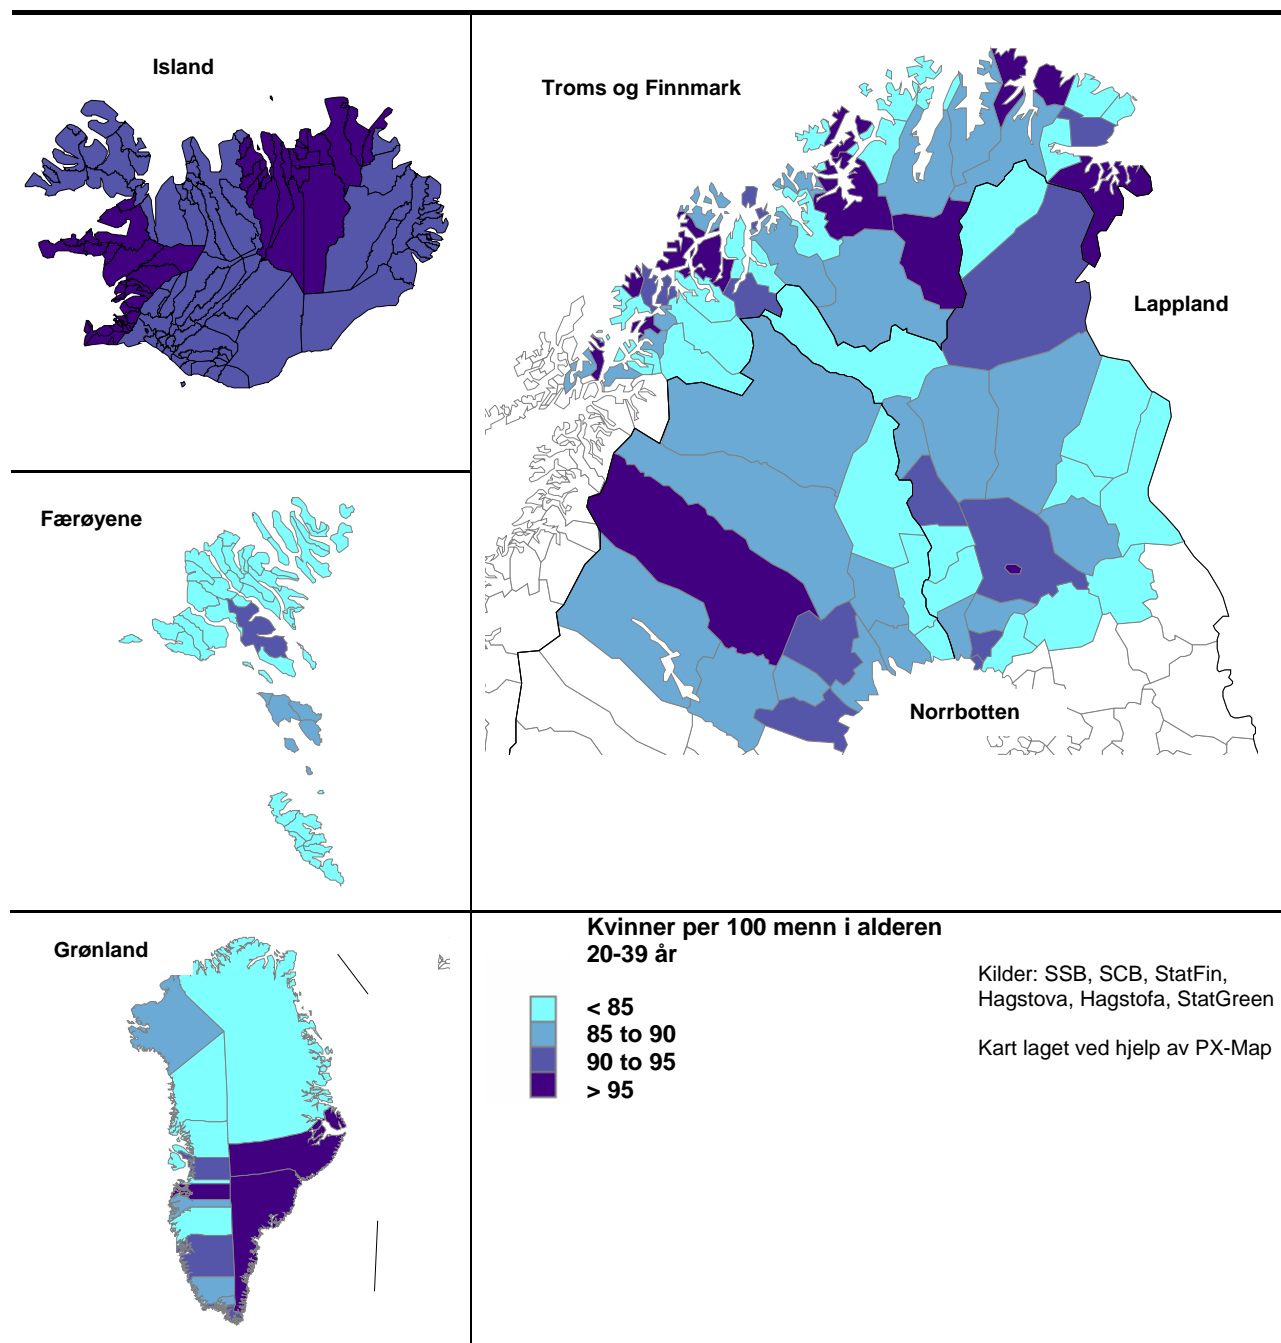 Island
Troms og Finnmark
Lappland
Færøyene
Norrbotten
Grønland
Kvinner per 100 menn i alderen
20-39 år
< 85
85 to 90
90 to 95
> 95
Kilder: SSB, SCB, StatFin,
Hagstova, Hagstofa, StatGreen
Kart laget ved hjelp av PX-Map